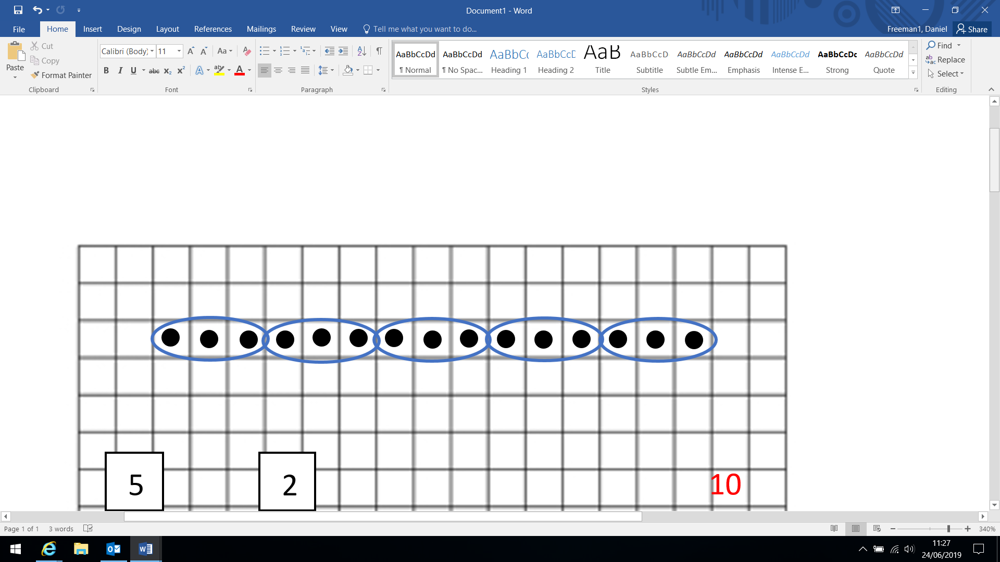 Document1 - Word
File Home Insert Design Layout References Mailings Review View Tell me what you want to do... Freeman1, Daniel Share
Paste
Cut
Copy
Format Painter
Clipboard
Calibri (Body) 11
Font
Paragraph
AaBbCcDd AaBbCcDd AaBbCc AaBbCcD AaB AaBbCcD AaBbCcDd AaBbCcDd AaBbCcDd AaBbCcDc AaBbCcDd
¶ Normal ¶ No Spac... Heading 1 Heading 2 Title Subtitle Subtle Em... Emphasis Intense E... Strong Quote
Styles
Find
Replace
Select
Editing
5 2 10
Page 1 of 1 3 words 340%
11:27
24/06/2019